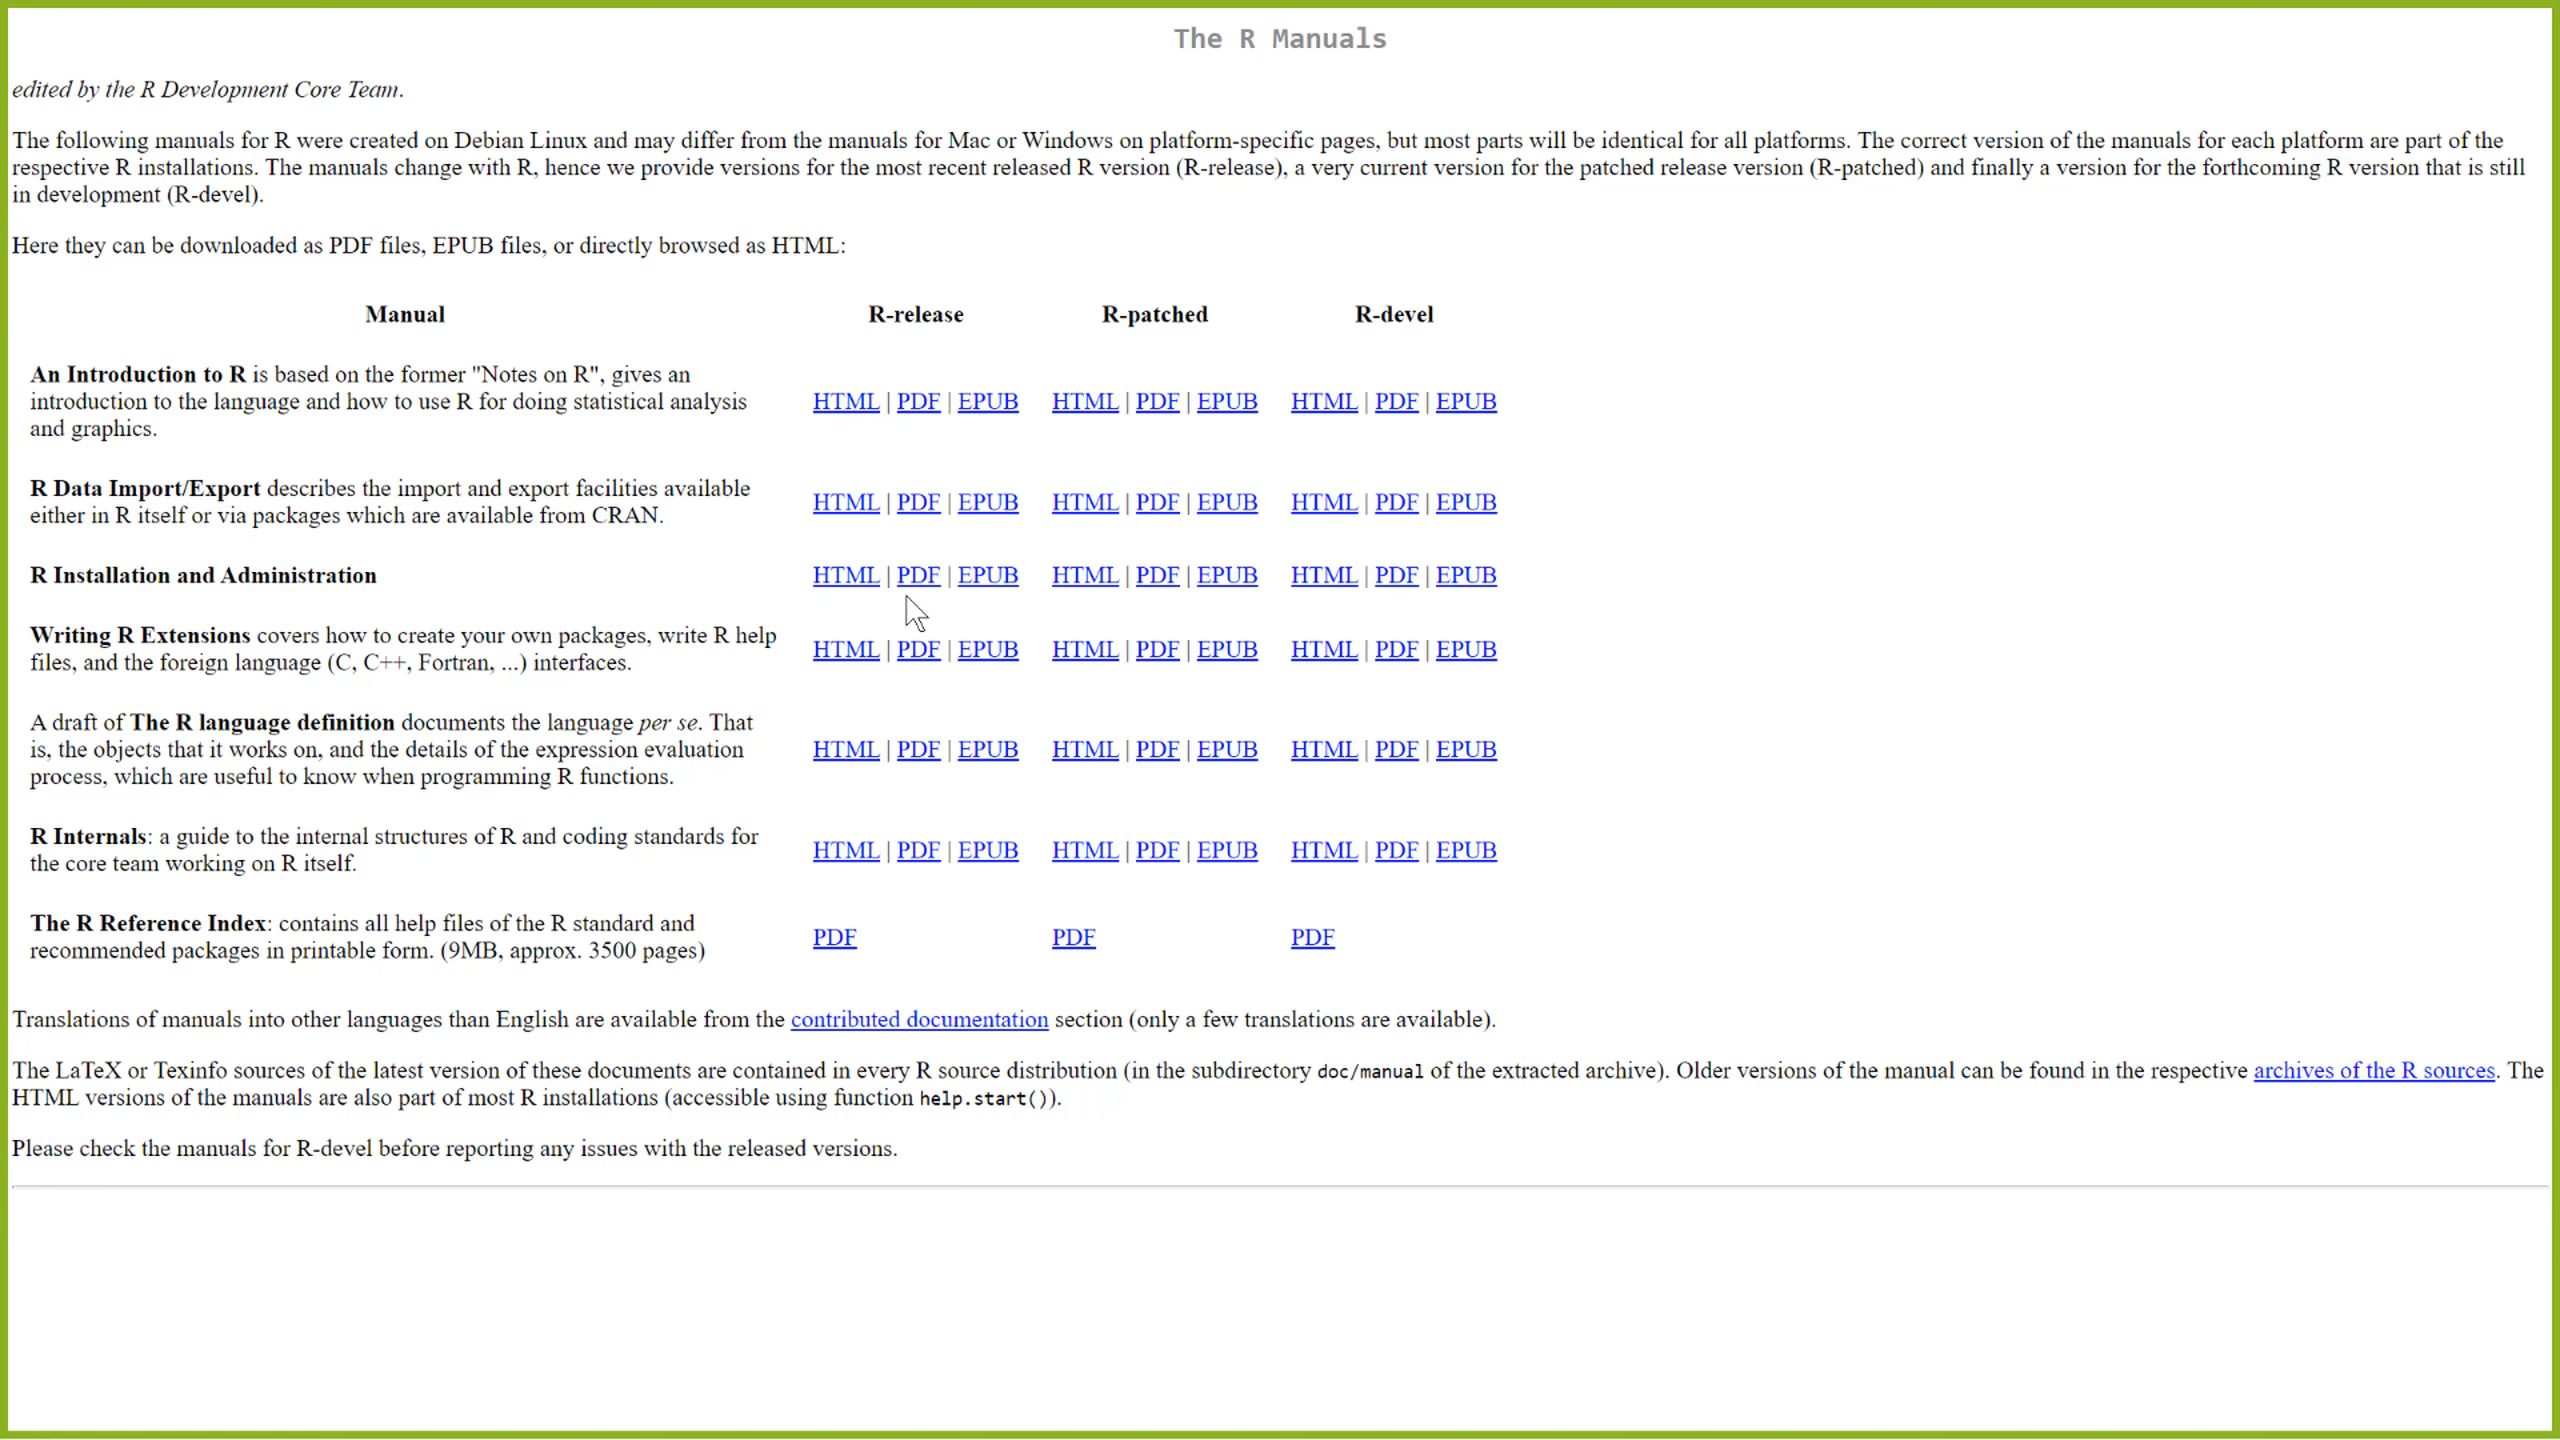 The R Manuals
edited by the R Development Core Team.
The following manuals for R were created on Debian Linux and may differ from the manuals for Mac or Windows on platform-specific pages, but most parts will be identical for all platforms. The correct version of the manuals for each platform are part of the
respective R installations. The manuals change with R, hence we provide versions for the most recent released R version (R-release), a very current version for the patched release version (R-patched) and finally a version for the forthcoming R version that is still
in development (R-devel).
Here they can be downloaded as PDF files, EPUB files, or directly browsed as HTML:
Manual R-release R-patched R-devel
An Introduction to R is based on the former "Notes on R", gives an
introduction to the language and how to use R for doing statistical analysis
and graphics.
HTML | PDF | EPUB HTML | PDF | EPUB HTML | PDF | EPUB
R Data Import/Export describes the import and export facilities available
either in R itself or via packages which are available from CRAN.
HTML | PDF | EPUB HTML | PDF | EPUB HTML | PDF | EPUB
R Installation and Administration HTML | PDF | EPUB HTML | PDF | EPUB HTML | PDF | EPUB
Writing R Extensions covers how to create your own packages, write R help
files, and the foreign language (C, C++, Fortran, ...) interfaces.
HTML | PDF | EPUB HTML | PDF | EPUB HTML | PDF | EPUB
A draft of The R language definition documents the language per se. That
is, the objects that it works on, and the details of the expression evaluation
process, which are useful to know when programming R functions.
HTML | PDF | EPUB HTML | PDF | EPUB HTML | PDF | EPUB
R Internals: a guide to the internal structures of R and coding standards for
the core team working on R itself.
HTML | PDF | EPUB HTML | PDF | EPUB HTML | PDF | EPUB
The R Reference Index: contains all help files of the R standard and
recommended packages in printable form. (9MB, approx. 3500 pages)
PDF PDF PDF
Translations of manuals into other languages than English are available from the contributed documentation section (only a few translations are available).
The LaTeX or Texinfo sources of the latest version of these documents are contained in every R source distribution (in the subdirectory doc/manual of the extracted archive). Older versions of the manual can be found in the respective archives of the R sources. The
HTML versions of the manuals are also part of most R installations (accessible using function help.start()).
Please check the manuals for R-devel before reporting any issues with the released versions.